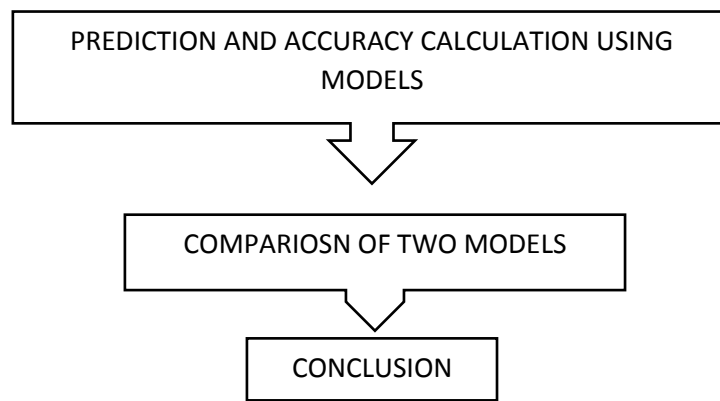 PREDICTION AND ACCURACY CALCULATION USING
MODELS
COMPARIOSN OF TWO MODELS
CONCLUSION